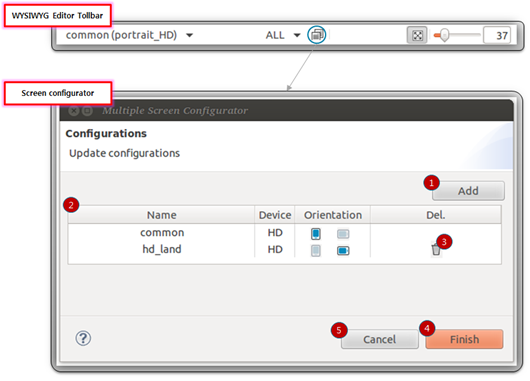 WYSIWYG Editor Tollbar
common (portrait_HD) ALL 37
Screen configurator
Multiple Screen Configurator
Configurations
Update configurations
1 Add
2
Name Device Orientation Del.
common HD
hd_land HD 3
? 5 Cancel 4 Finish